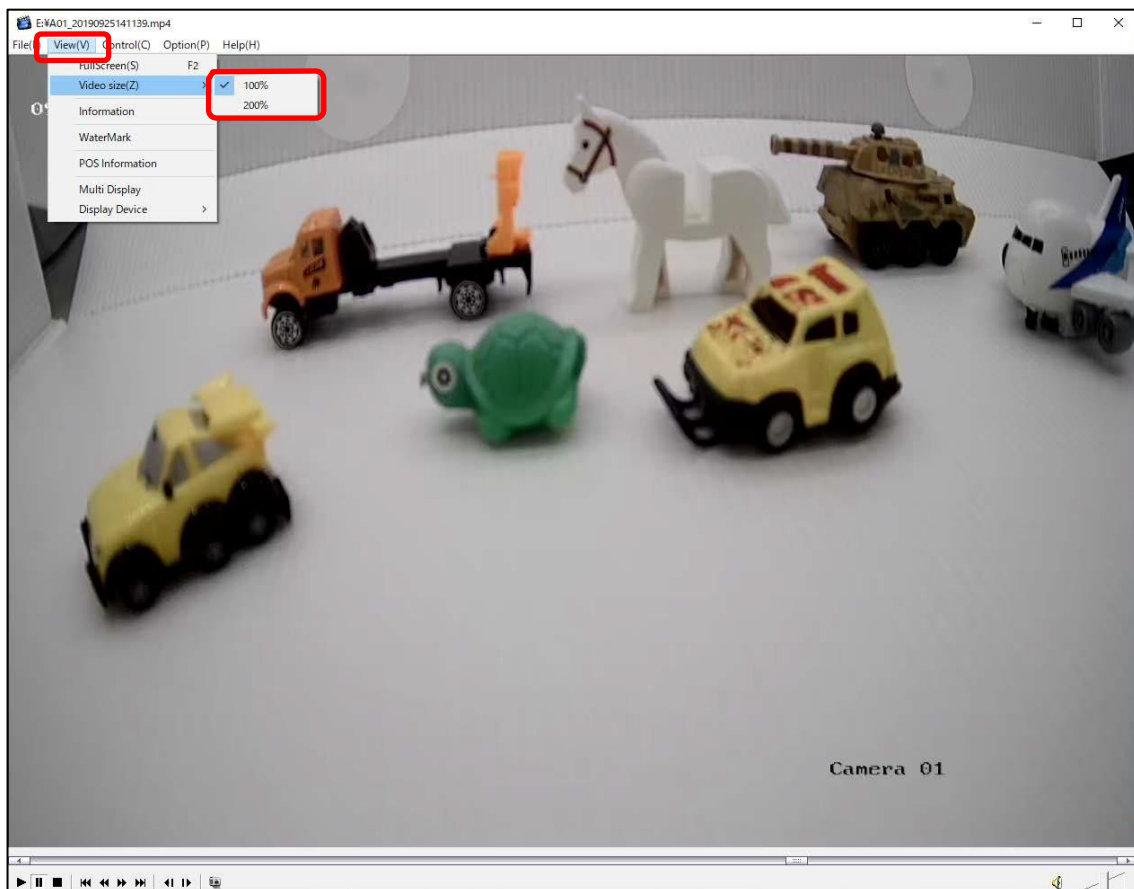 E:¥A01_20190925141139.mp4
View(V) Control(C) Option(P) Help(H)
FullScreen(S) F2
Video size(Z) > ✓ 100%
200%
Information
WaterMark
POS Information
Multi Display
Display Device >
Camera 01